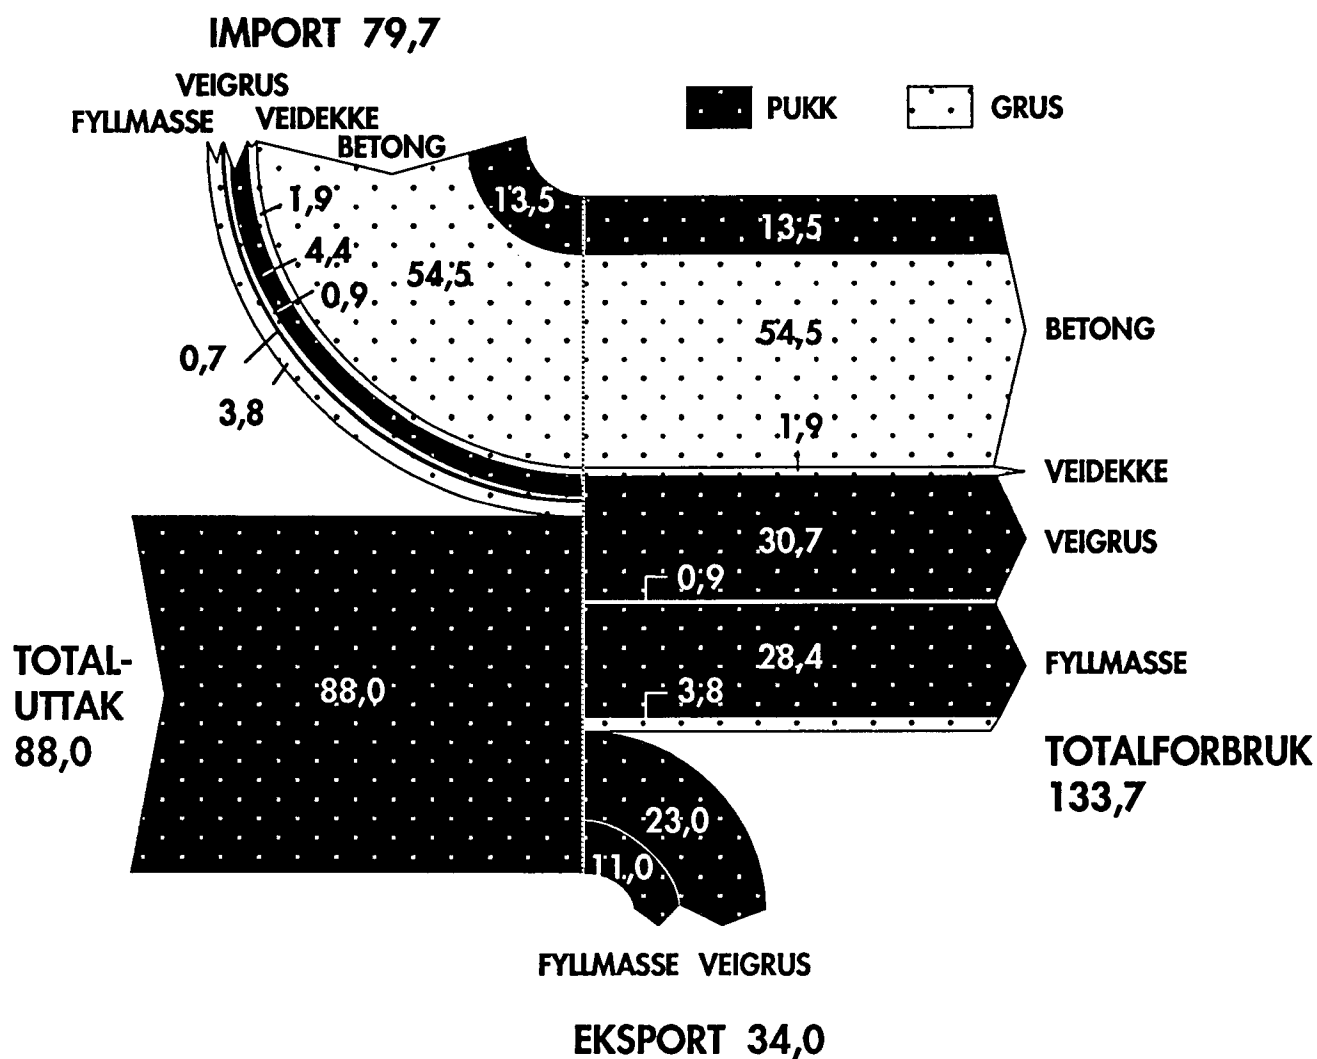 IMPORT 79,7
VEIGRUS
FYLLMASSE VEIDEKKE
BETONG
PUKK
GRUS
13,5
13,5
1,9
4,4
54,5
0,9
0,7
3,8
54,5
BETONG
1,9
VEIDEKKE
30,7
VEIGRUS
0,9
28,4
FYLLMASSE
3,8
TOTAL-
UTTAK
88,0
88,0
TOTALFORBRUK
133,7
23,0
11,0
FYLLMASSE VEIGRUS
EKSPORT 34,0